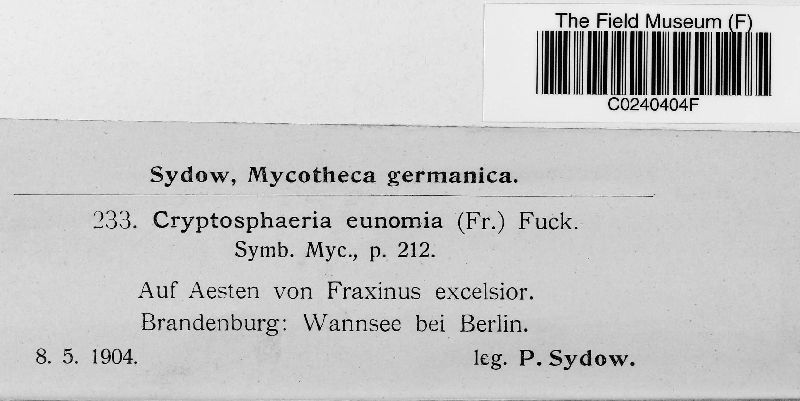 The Field Museum (F)
C0240404F
Sydow, Mycotheca germanica.
233. Cryptosphaeria eunomia (Fr.) Fuck.
Symb. Myc., p. 212.
Auf Aesten von Fraxinus excelsior.
Brandenburg: Wannsee bei Berlin.
8. 5. 1904. leg. P. Sydow.